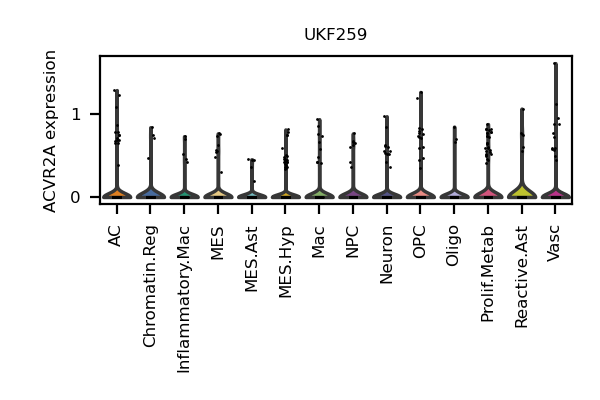 UKF259
ACVR2A expression
1
0
AC
Chromatin.Reg
Inflammatory.Mac
MES
MES.Ast
MES.Hyp
Mac
NPC
Neuron
OPC
Oligo
Prolif.Metab
Reactive.Ast
Vasc